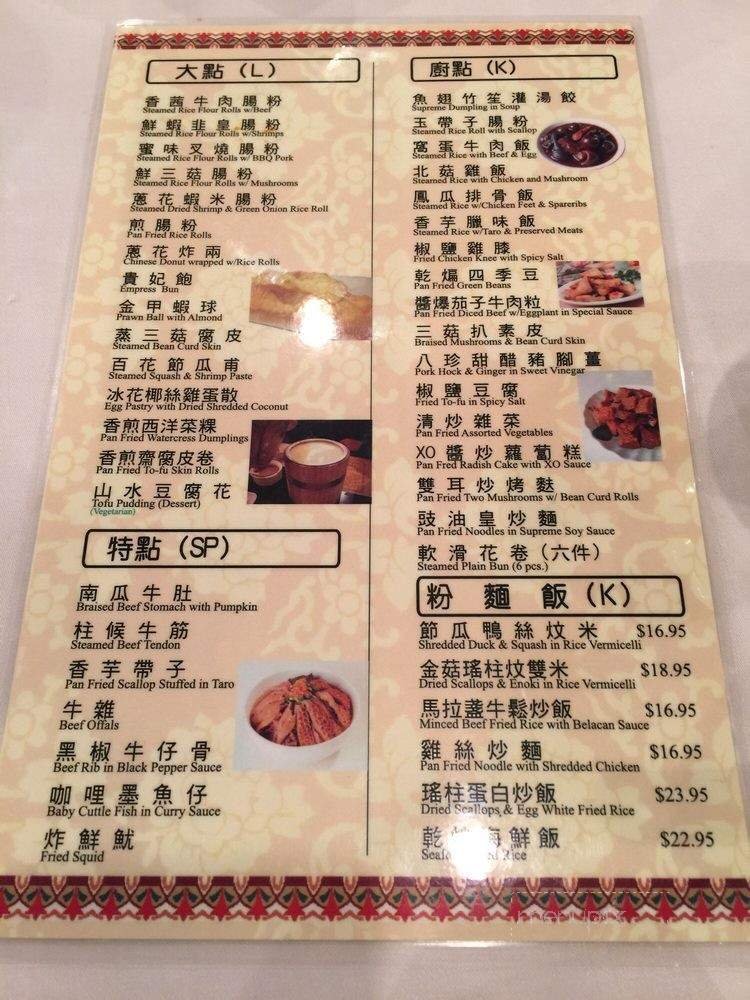 大點 (L)
香茜牛肉腸粉
Steamed Rice Flour Rolls w/Beef
鮮蝦韭皇腸粉
Steamed Rice Flour Rolls w/Shrimps
蜜味叉燒腸粉
Steamed Rice Flour Rolls w/ BBQ Pork
鮮三菇腸粉
Steamed Rice Flour Rolls w/ Mushrooms
蔥花蝦米腸粉
Steamed Dried Shrimp & Green Onion Rice Roll
煎腸粉
Pan Fried Rice Rolls
蔥花炸兩
Chinese Donut wrapped w/Rice Rolls
貴妃飽
Empress Bun
金甲蝦球
Prawn Ball with Almond
蒸三菇腐皮
Steamed Bean Curd Skin
百花節瓜甫
Steamed Squash & Shrimp Paste
冰花椰絲雞蛋散
Egg Pastry with Dried Shredded Coconut
香煎西洋菜粿
Pan Fried Watercress Dumplings
香煎齋腐皮卷
Pan Fried To-fu Skin Rolls
山水豆腐花
Tofu Pudding (Dessert)
(Vegetarian)
特點 (SP)
南瓜牛肚
Braised Beef Stomach with Pumpkin
柱候牛筋
Steamed Beef Tendon
香芋帶子
Pan Fried Scallop Stuffed in Taro
牛雜
Beef Offals
黑椒牛仔骨
Beef Rib in Black Pepper Sauce
咖哩墨魚仔
Baby Cuttle Fish in Curry Sauce
炸鮮魷
Fried Squid
廚點 (K)
魚翅竹笙灌湯餃
Supreme Dumpling in Soup
玉帶子腸粉
Steamed Rice Roll with Scallop
窩蛋牛肉飯
Steamed Rice with Beef & Egg
北菇雞飯
Steamed Rice with Chicken and Mushroom
鳳瓜排骨飯
Steamed Rice w/Chicken Feet & Spareribs
香芋臘味飯
Steamed Rice w/Taro & Preserved Meats
椒鹽雞膝
Fried Chicken Knee with Spicy Salt
乾煸四季豆
Pan Fried Green Beans
醬爆茄子牛肉粒
Pan Fried Diced Beef w/Eggplant in Special Sauce
三菇扒素皮
Braised Mushrooms & Bean Curd Skin
八珍甜醋豬腳薑
Pork Hock & Ginger in Sweet Vinegar
椒鹽豆腐
Fried To-fu in Spicy Salt
清炒雜菜
Pan Fried Assorted Vegetables
XO醬炒蘿蔔糕
Pan Fried Radish Cake with XO Sauce
雙耳炒烤麩
Pan Fried Two Mushrooms w/ Bean Curd Rolls
豉油皇炒麵
Pan Fried Noodles in Supreme Soy Sauce
軟滑花卷(六件)
Steamed Plain Bun (6 pcs.)
粉麵飯 (K)
節瓜鴨絲炆米 $16.95
Shredded Duck & Squash in Rice Vermicelli
金菇瑤柱炆雙米 $18.95
Dried Scallops & Enoki in Rice Vermicelli
馬拉盞牛鬆炒飯 $16.95
Minced Beef Fried Rice with Belacan Sauce
雞絲炒麵 $16.95
Pan Fried Noodle with Shredded Chicken
瑤柱蛋白炒飯 $23.95
Dried Scallops & Egg White Fried Rice
乾海鮮飯 $22.95
Rice
menupix